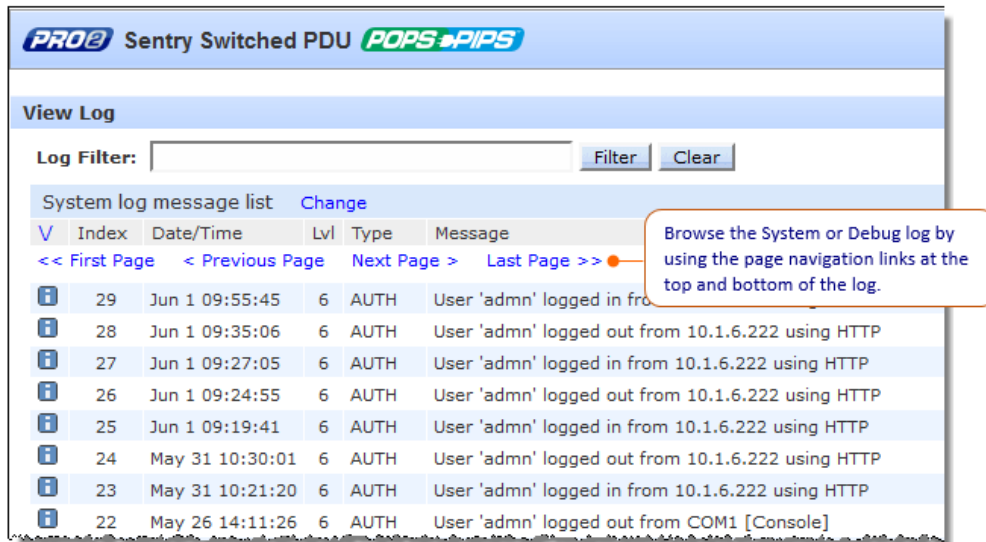 PRO2 Sentry Switched PDU POPS PIPS
View Log
Log Filter: Filter Clear
System log message list Change
\/ Index Date/Time Lvl Type Message
<< First Page < Previous Page Next Page > Last Page >>
Browse the System or Debug log by
using the page navigation links at the
top and bottom of the log.
29 Jun 1 09:55:45 6 AUTH User 'admn' logged in
28 Jun 1 09:35:06 6 AUTH User 'admn' logged out from 10.1.6.222 using HTTP
27 Jun 1 09:27:05 6 AUTH User 'admn' logged in from 10.1.6.222 using HTTP
26 Jun 1 09:24:55 6 AUTH User 'admn' logged out from 10.1.6.222 using HTTP
25 Jun 1 09:19:41 6 AUTH User 'admn' logged in from 10.1.6.222 using HTTP
24 May 31 10:30:01 6 AUTH User 'admn' logged out from 10.1.6.222 using HTTP
23 May 31 10:21:20 6 AUTH User 'admn' logged in from 10.1.6.222 using HTTP
22 May 26 14:11:26 6 AUTH User 'admn' logged out from COM1 [Console]